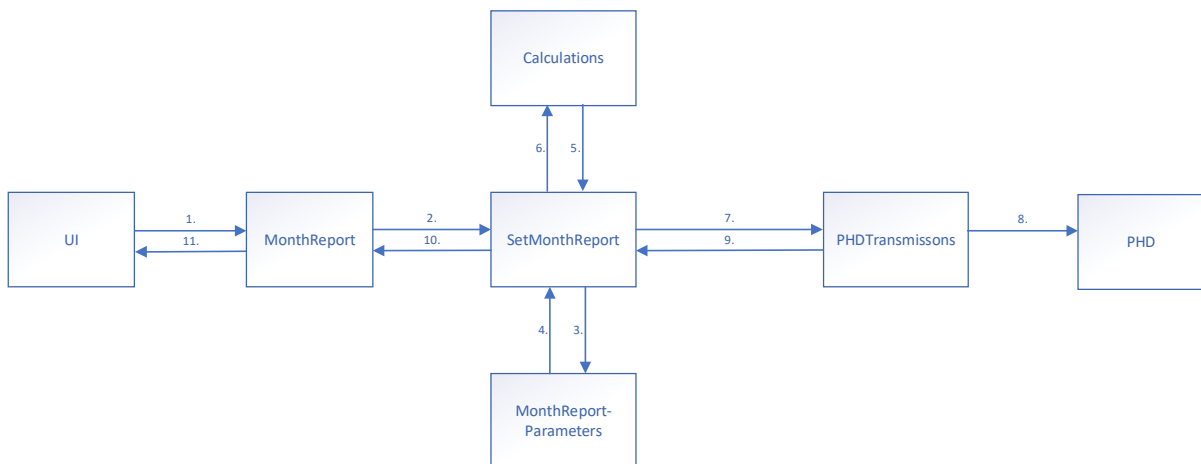 Calculations
6.
5.
UI
1.
11.
MonthReport
2.
10.
SetMonthReport
7.
9.
PHDTransmissons
8.
PHD
4.
3.
MonthReport-
Parameters